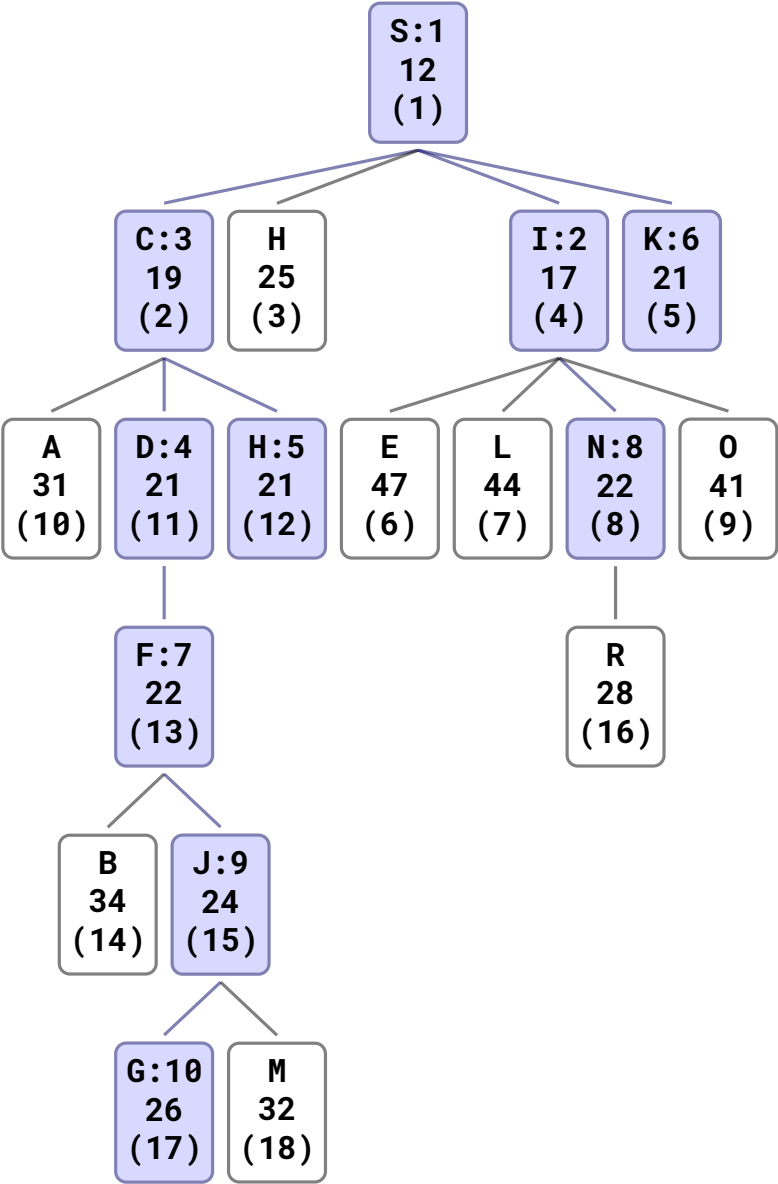 S:1
12
(1)
C:3
19
(2)
H
25
(3)
I:2
17
(4)
K:6
21
(5)
A
31
(10)
D:4
21
(11)
H:5
21
(12)
E
47
(6)
L
44
(7)
N:8
22
(8)
O
41
(9)
F:7
22
(13)
R
28
(16)
B
34
(14)
J:9
24
(15)
G:10
26
(17)
M
32
(18)